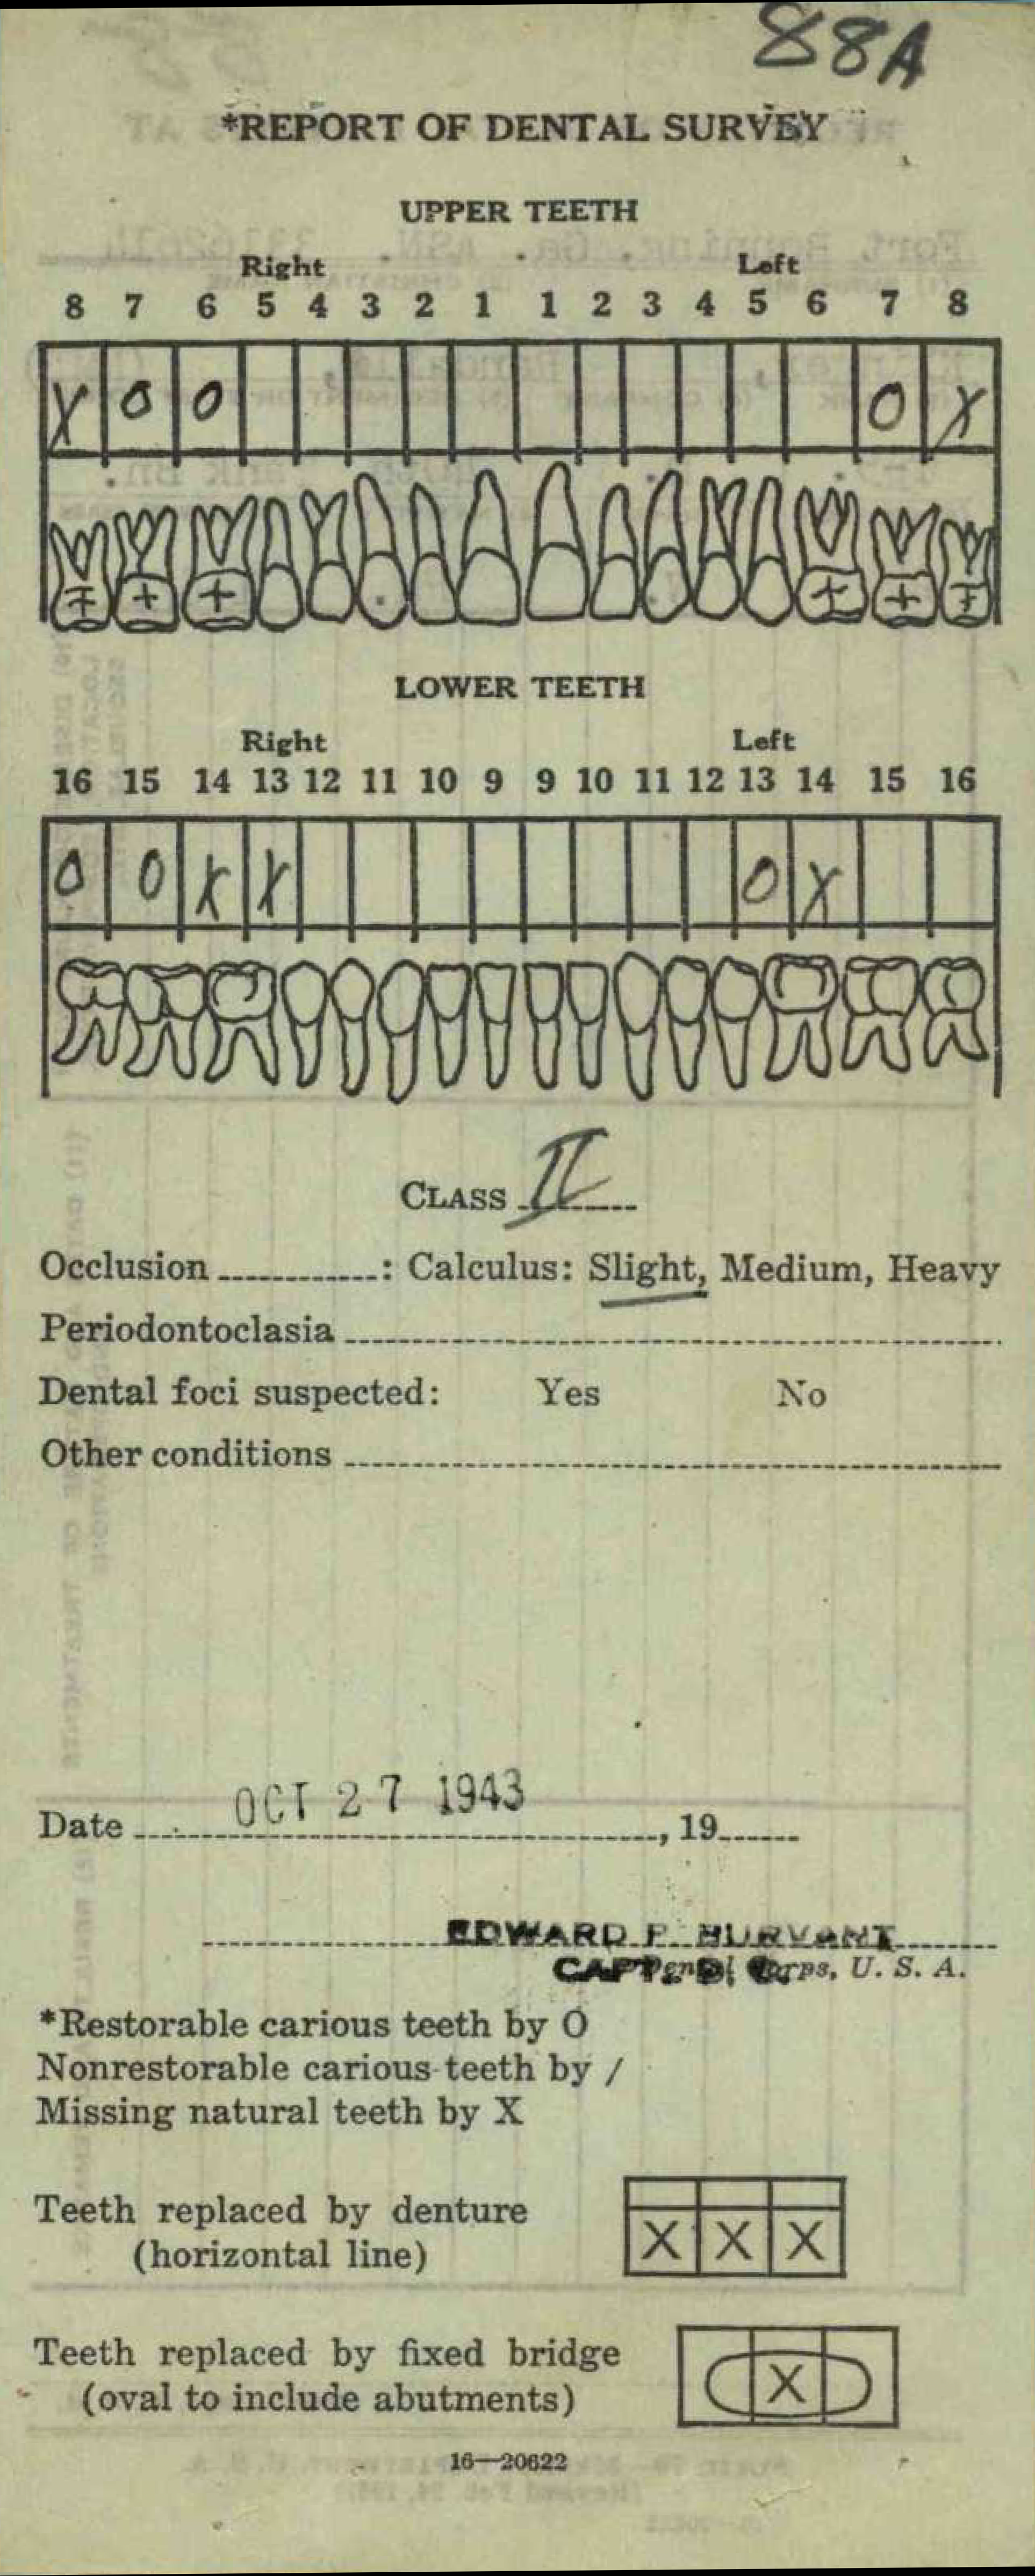 88A
*REPORT OF DENTAL SURVEY
UPPER TEETH
Right Left
8 7 6 5 4 3 2 1 1 2 3 4 5 6 7 8
X O O O X
LOWER TEETH
Right Left
16 15 14 13 12 11 10 9 9 10 11 12 13 14 15 16
O O X X O X
CLASS II
Occlusion : Calculus: Slight, Medium, Heavy
Periodontoclasia
Dental foci suspected: Yes No
Other conditions
OCT 27 1943
Date , 19
EDWARD P. BURVANT
CAPT. D. C. Dental Corps, U. S. A.
*Restorable carious teeth by O
Nonrestorable carious teeth by /
Missing natural teeth by X
Teeth replaced by denture
(horizontal line)
X X X
Teeth replaced by fixed bridge
(oval to include abutments)
X
16—20622